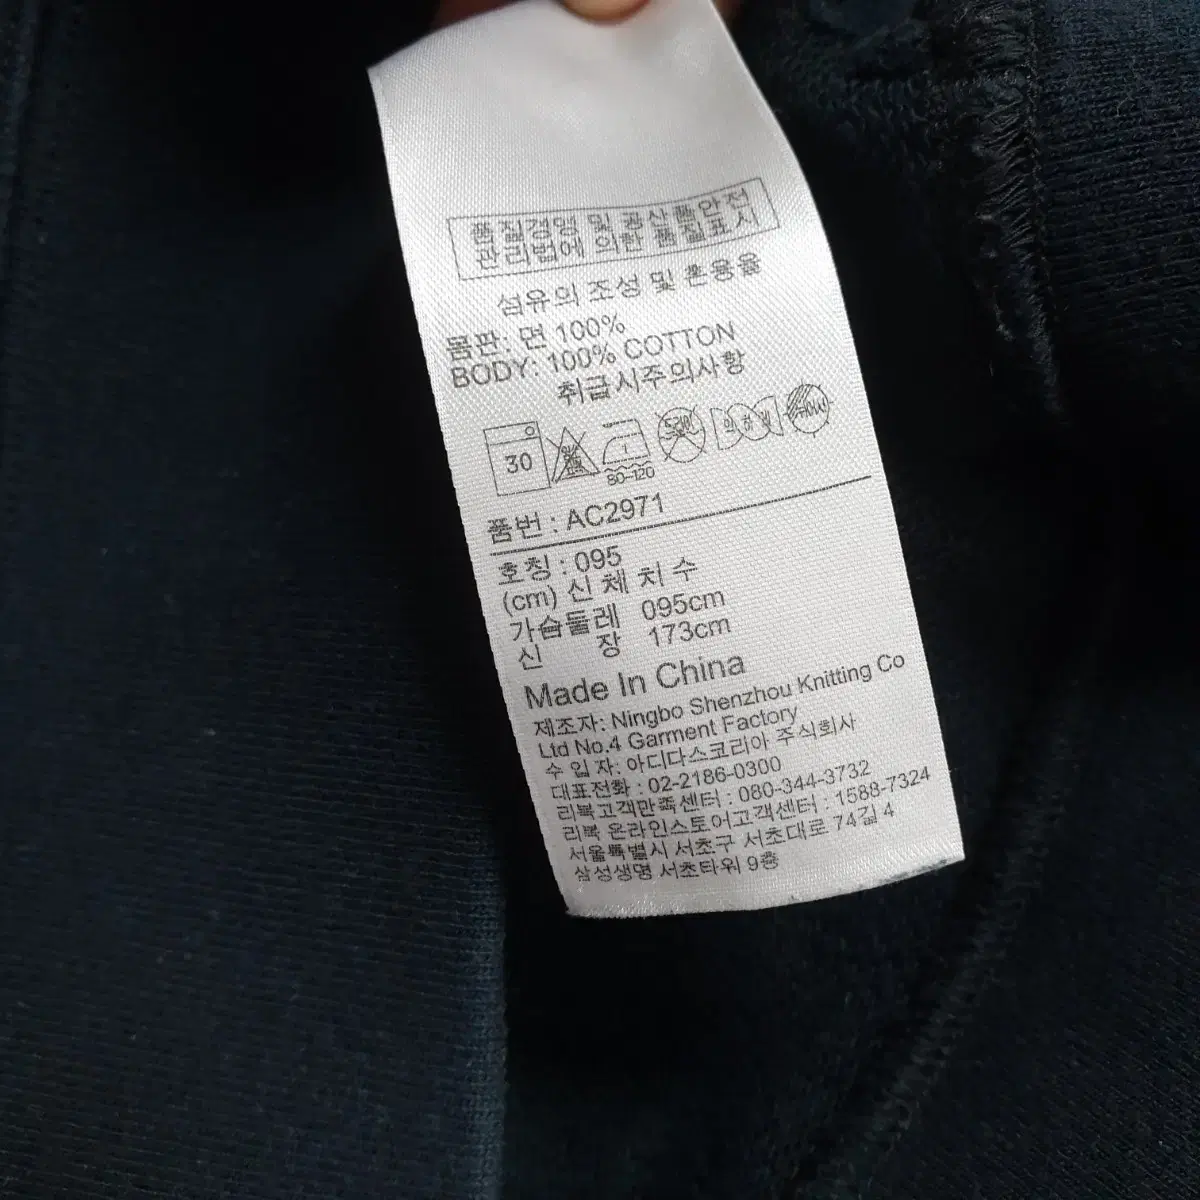 품질경영 및 공산품안전
관리법에 의한 품질표시
섬유의 조성 및 혼용율
몸판: 면 100%
BODY: 100% COTTON
취급시주의사항
30
80~120
품번 : AC2971
호칭 : 095
(cm) 신 체 치 수
가슴둘레 095cm
신 장 173cm
Made In China
제조자: Ningbo Shenzhou Knitting Co
Ltd No.4 Garment Factory
수 입 자: 아디다스코리아 주식회사
대표전화 : 02-2186-0300
리복고객만족센터 : 080-344-3732
리복 온라인스토어고객센터 : 1588-7324
서울특별시 서초구 서초대로 74길 4
삼성생명 서초타워 9층